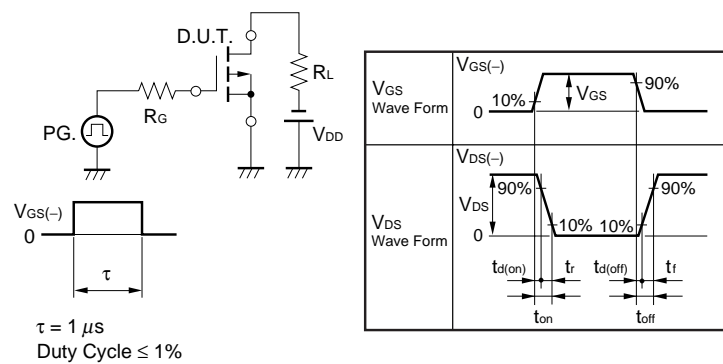 D.U.T.
RL
RG
PG.
VDD
VGS(−)
0
τ
τ = 1 μs
Duty Cycle ≤ 1%
VGS
Wave Form
VGS(−)
10%
90%
VGS
0
VDS
Wave Form
VDS(−)
90%
90%
VDS
10%
10%
0
td(on)
tr
td(off)
tf
ton
toff